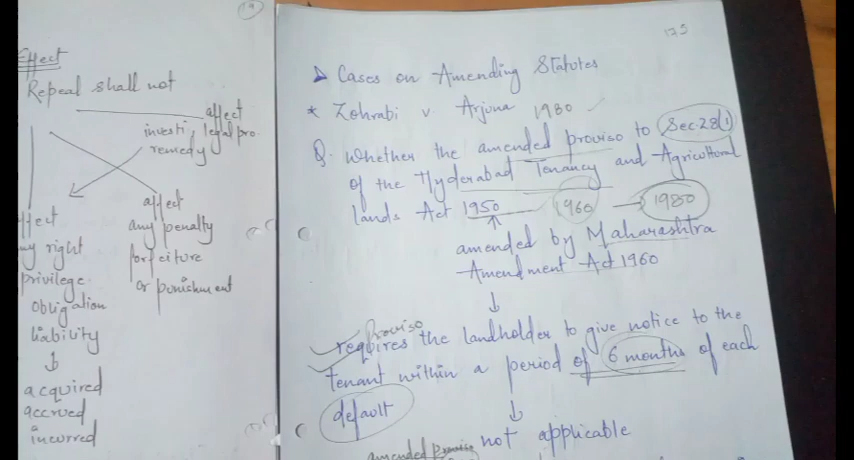 Effect
Repeal shall not
affect
legal pro.
investi
remedy
affect
any penalty
forfeiture
or punishment
ffect
ny right
privilege
obligation
liability
acquired
accrued
incurred
125
Cases on Amending Statutes
* Zohrabi v. Arjuna 1980
Q. Whether the amended proviso to Sec.28(1)
of the Hyderabad Tenancy and Agricultural
lands Act 1950 1960 → 1980
amended by Maharashtra
Amendment Act 1960
Proviso
requires the landholder to give notice to the
tenant within a period of 6 months of each
default
not applicable
amended proviso